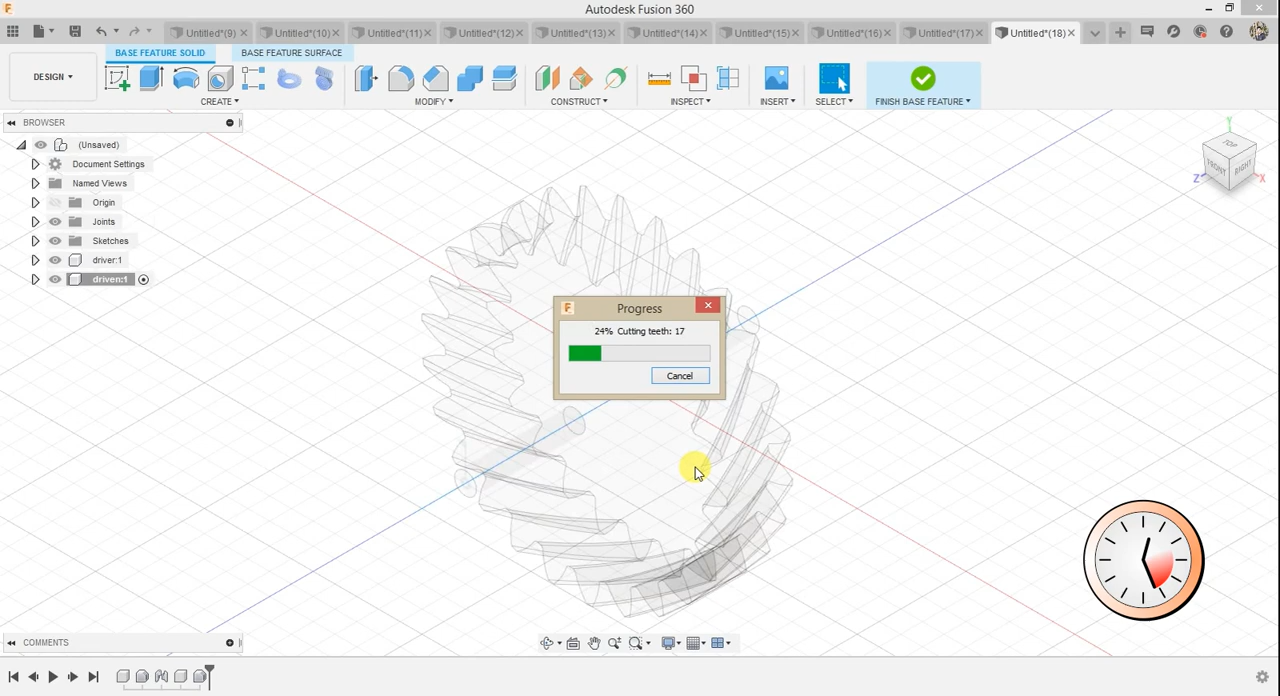 Autodesk Fusion 360
Untitled*(9) Untitled*(10) Untitled*(11) Untitled*(12) Untitled*(13) Untitled*(14) Untitled*(15) Untitled*(16) Untitled*(17) Untitled*(18)
BASE FEATURE SOLID BASE FEATURE SURFACE
DESIGN
CREATE MODIFY CONSTRUCT INSPECT INSERT SELECT FINISH BASE FEATURE
BROWSER
(Unsaved)
Document Settings
Named Views
Origin
Joints
Sketches
driver:1
driven:1
Y
TOP
FRONT RIGHT
Z X
Progress
24% Cutting teeth: 17
Cancel
COMMENTS